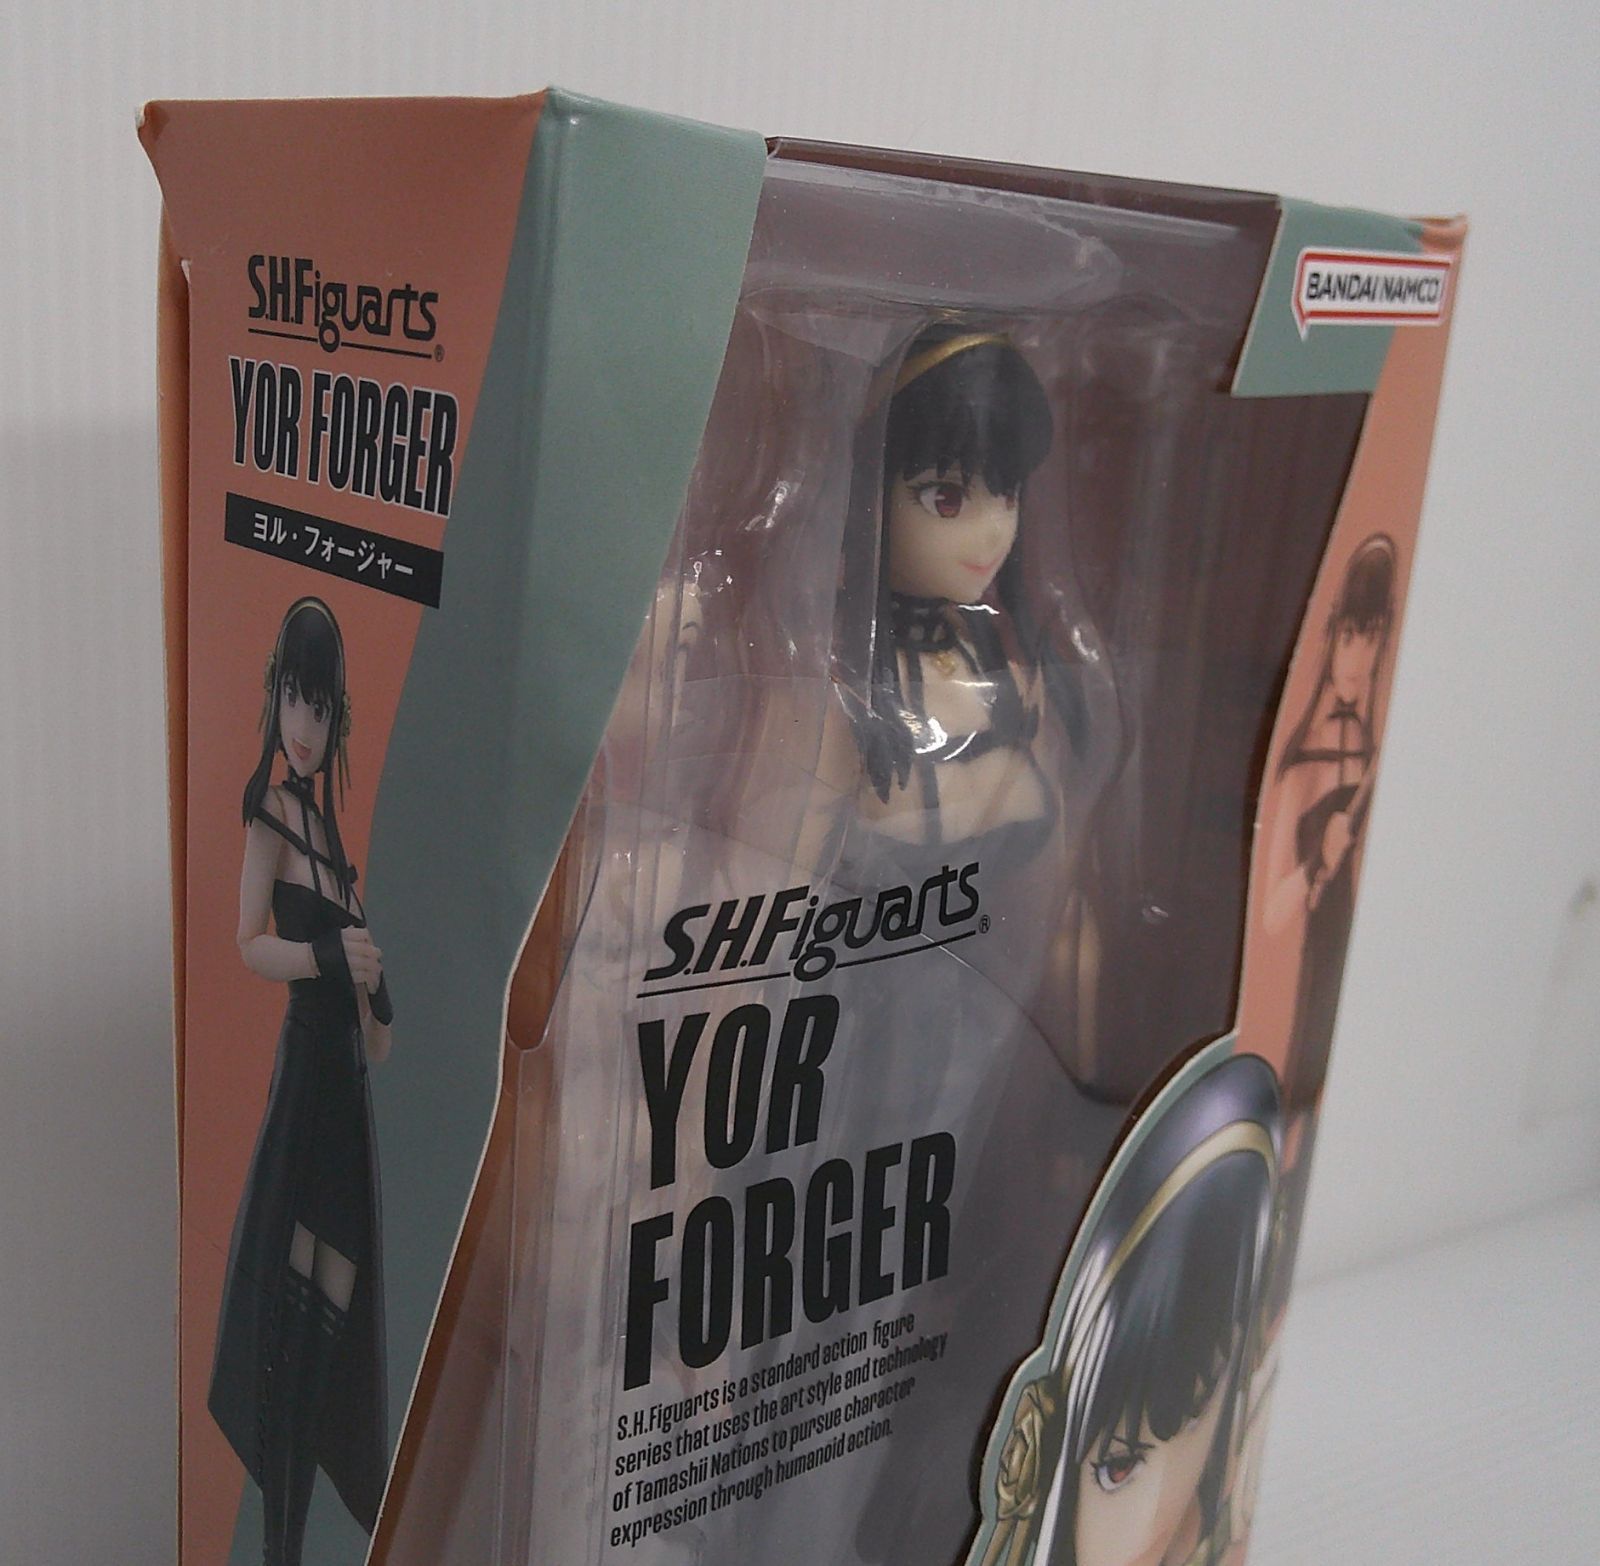 S.H.Figuarts®
YOR FORGER
ヨル・フォージャー
BANDAI NAMCO
S.H.Figuarts®
YOR
FORGER
S.H.Figuarts is a standard action figure
series that uses the art style and technology
of Tamashii Nations to pursue character
expression through humanoid action.